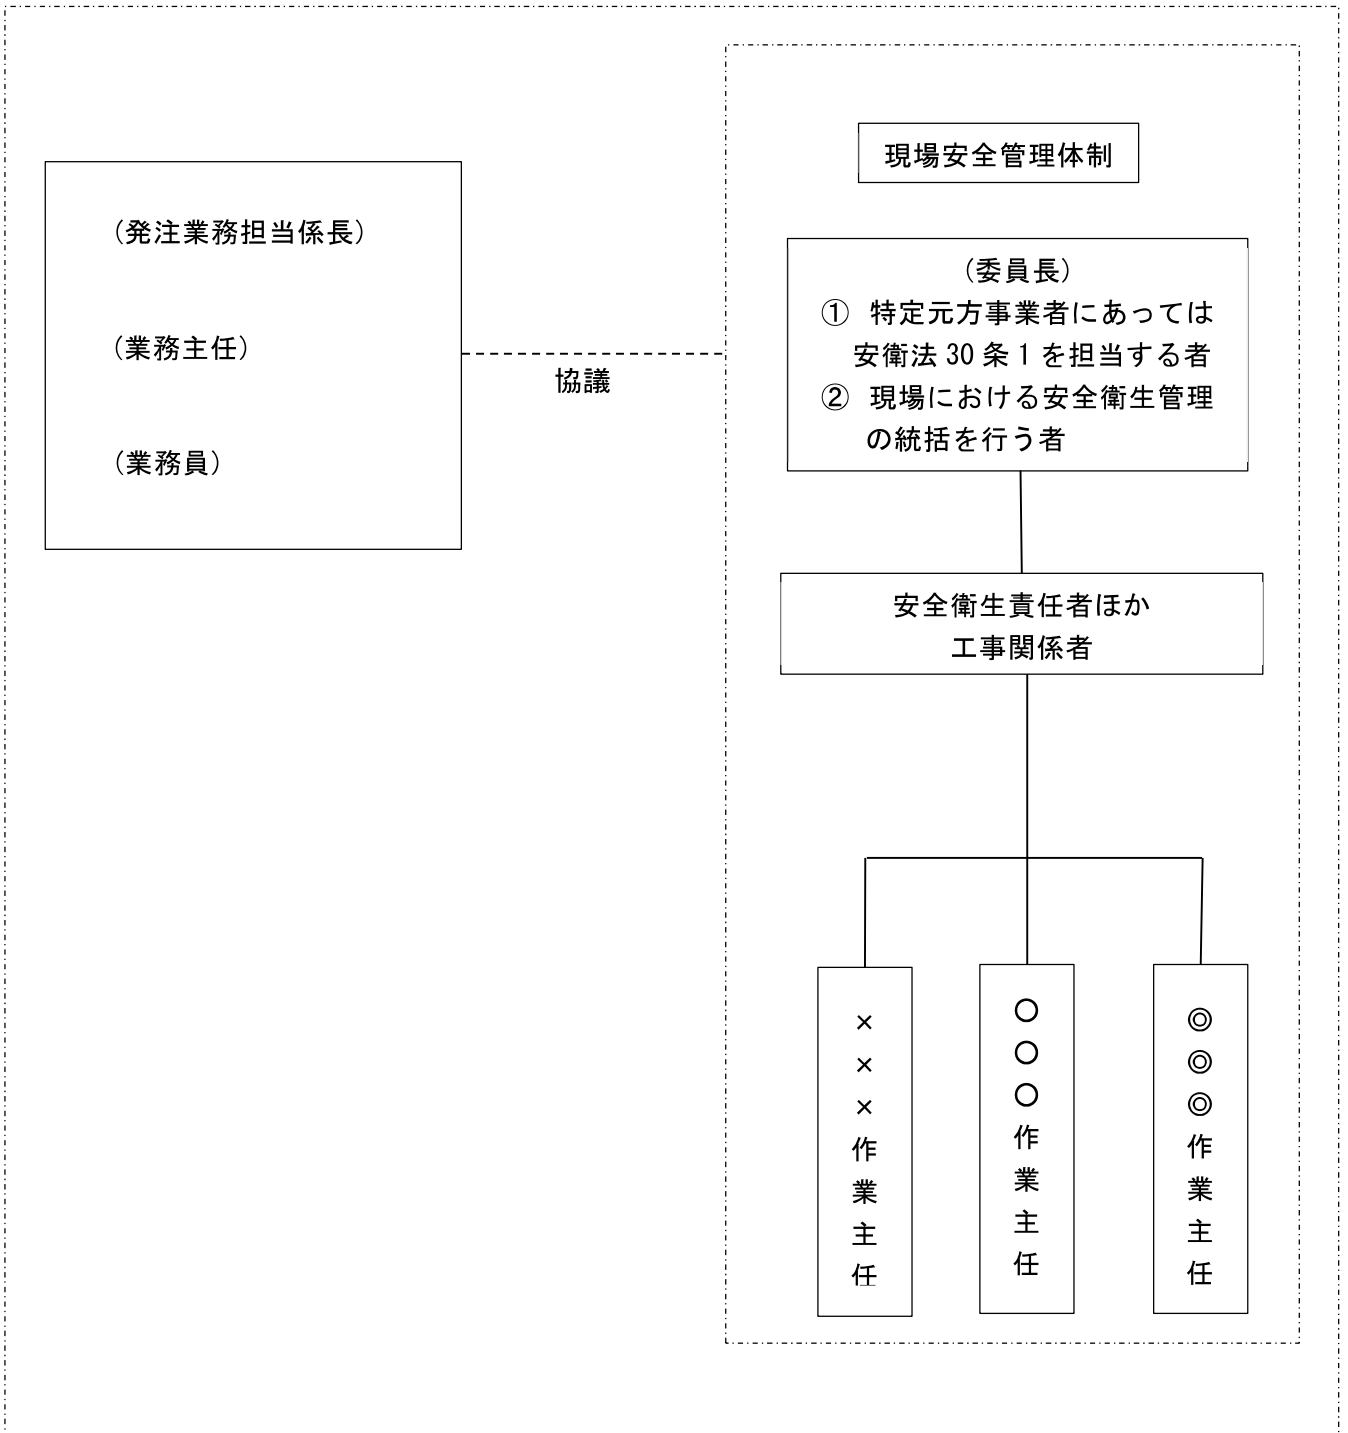 現場安全管理体制
(発注業務担当係長)
(業務主任)
(業務員)
協議
(委員長)
① 特定元方事業者にあっては
安衛法 30 条 1 を担当する者
② 現場における安全衛生管理
の統括を行う者
安全衛生責任者ほか
工事関係者
×××作業主任
〇〇〇作業主任
◎◎◎作業主任